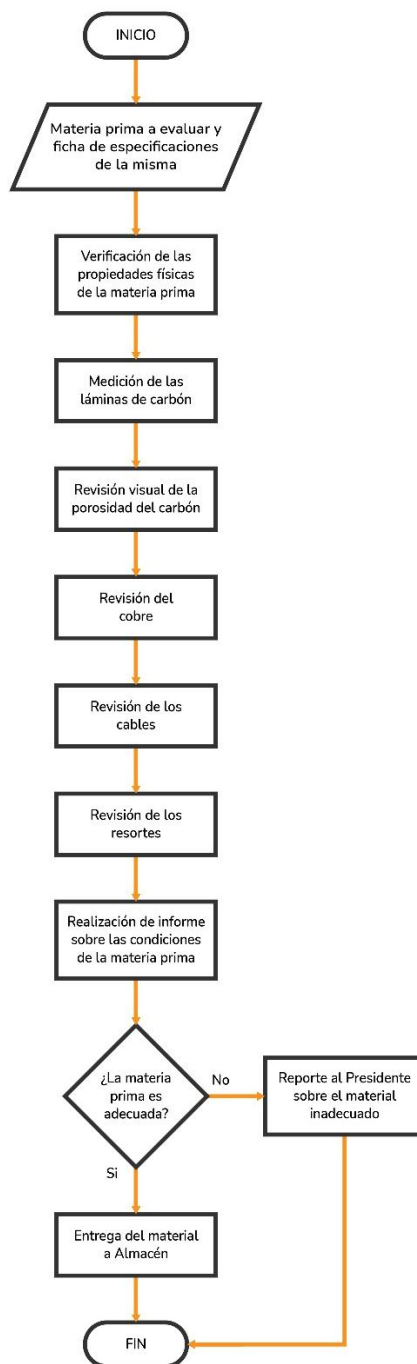 INICIO
Materia prima a evaluar y
ficha de especificaciones
de la misma
Verificación de las
propiedades físicas
de la materia prima
Medición de las
láminas de carbón
Revisión visual de la
porosidad del carbón
Revisión del
cobre
Revisión de los
cables
Revisión de los
resortes
Realización de informe
sobre las condiciones
de la materia prima
¿La materia
prima es
adecuada?
No
Reporte al Presidente
sobre el material
inadecuado
Si
Entrega del material
a Almacén
FIN